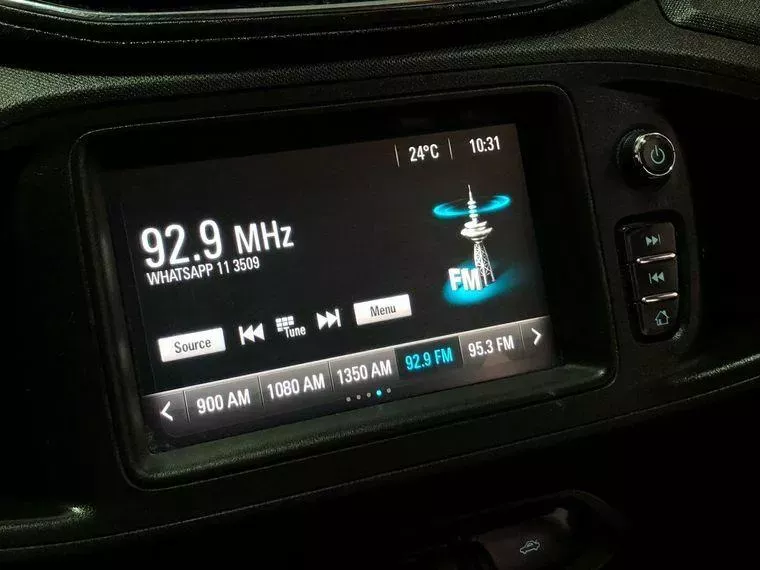 24°C 10:31
92.9 MHz
WHATSAPP 11 3509
FM
Source Tune Menu
900 AM 1080 AM 1350 AM 92.9 FM 95.3 FM